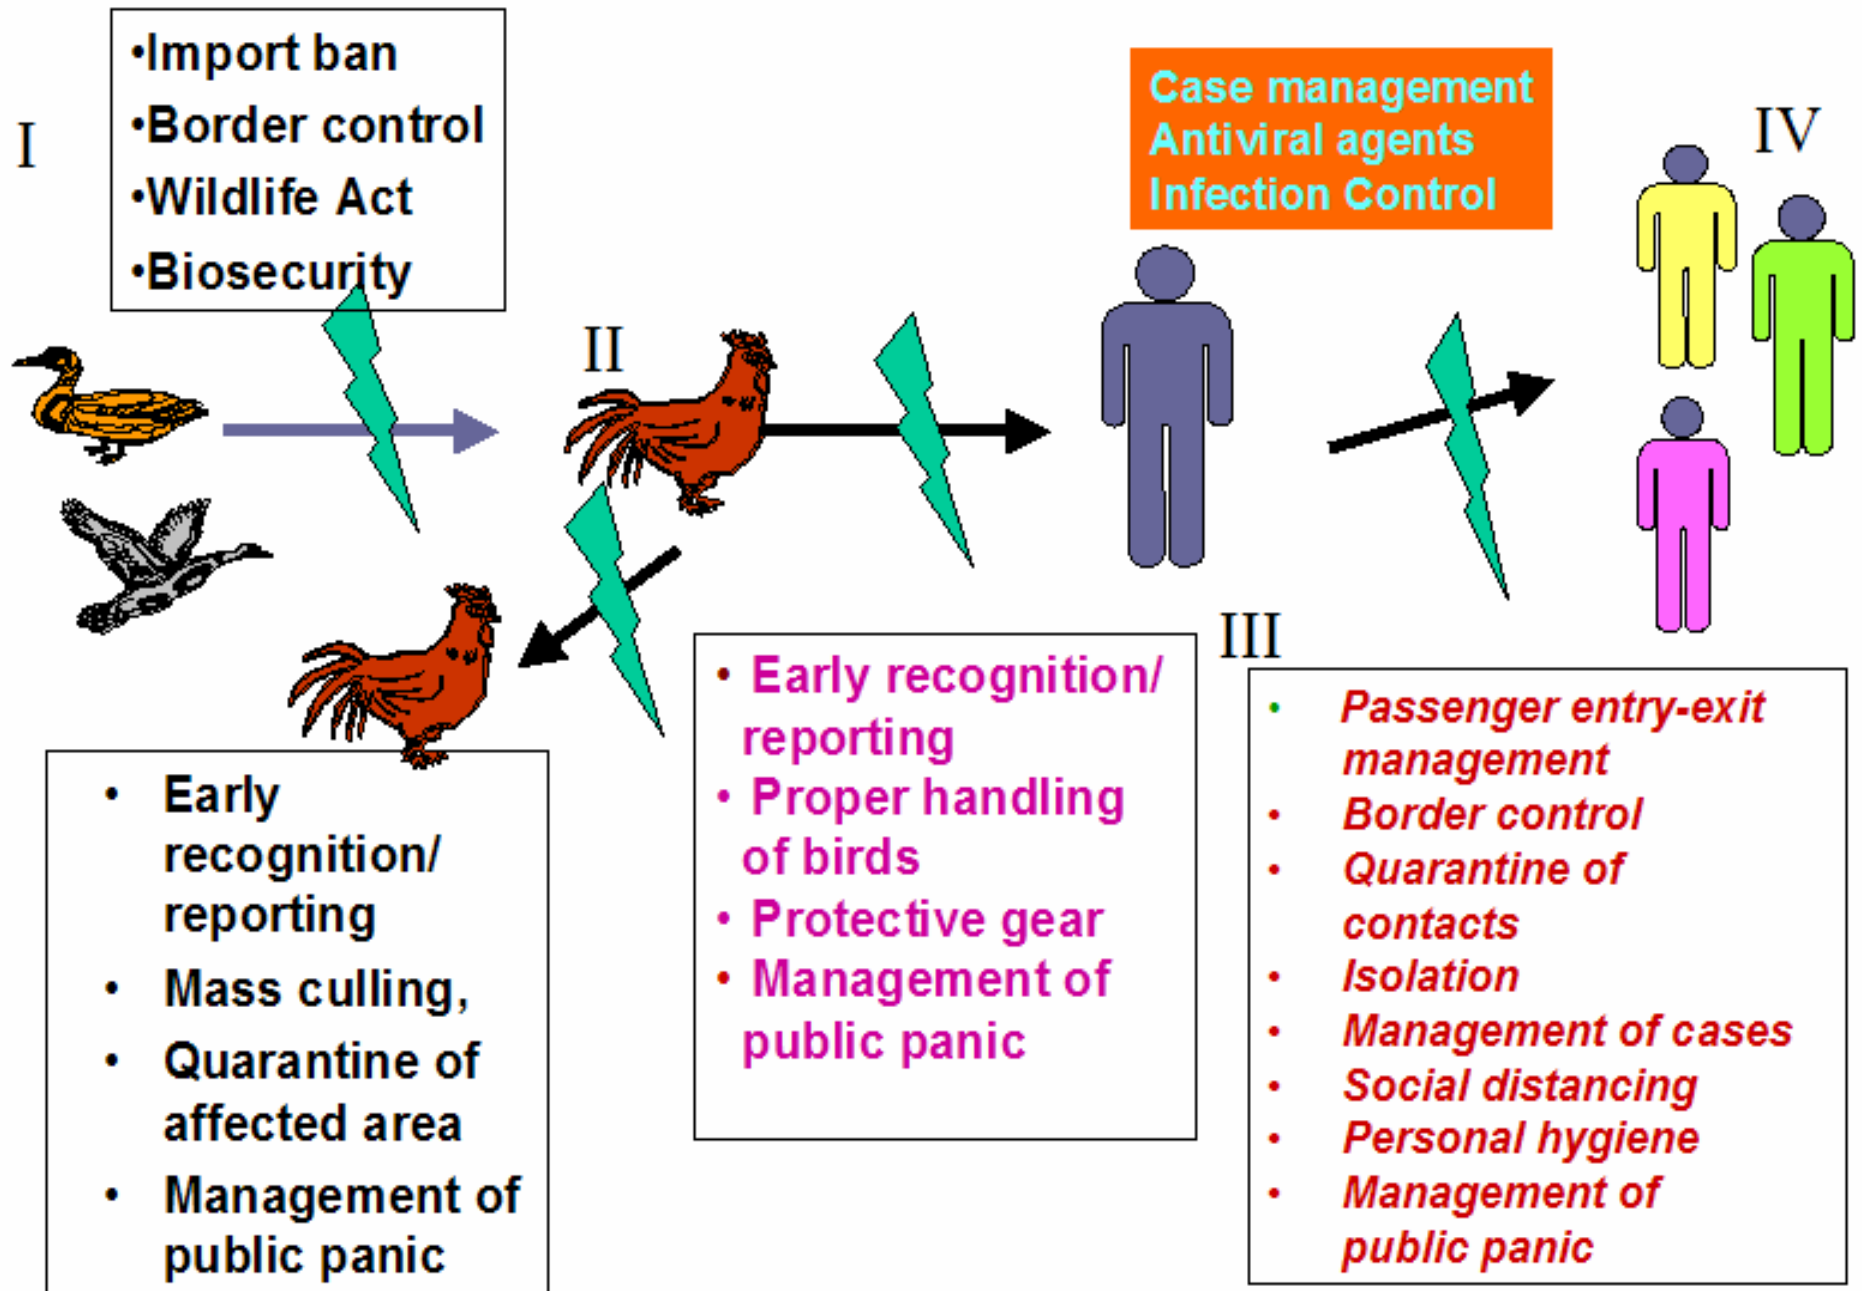 I
•Import ban
•Border control
•Wildlife Act
•Biosecurity
Case management
Antiviral agents
Infection Control
IV
II
III
• Early
recognition/
reporting
• Mass culling,
• Quarantine of
affected area
• Management of
public panic
• Early recognition/
reporting
• Proper handling
of birds
• Protective gear
• Management of
public panic
• Passenger entry-exit
management
• Border control
• Quarantine of
contacts
• Isolation
• Management of cases
• Social distancing
• Personal hygiene
• Management of
public panic